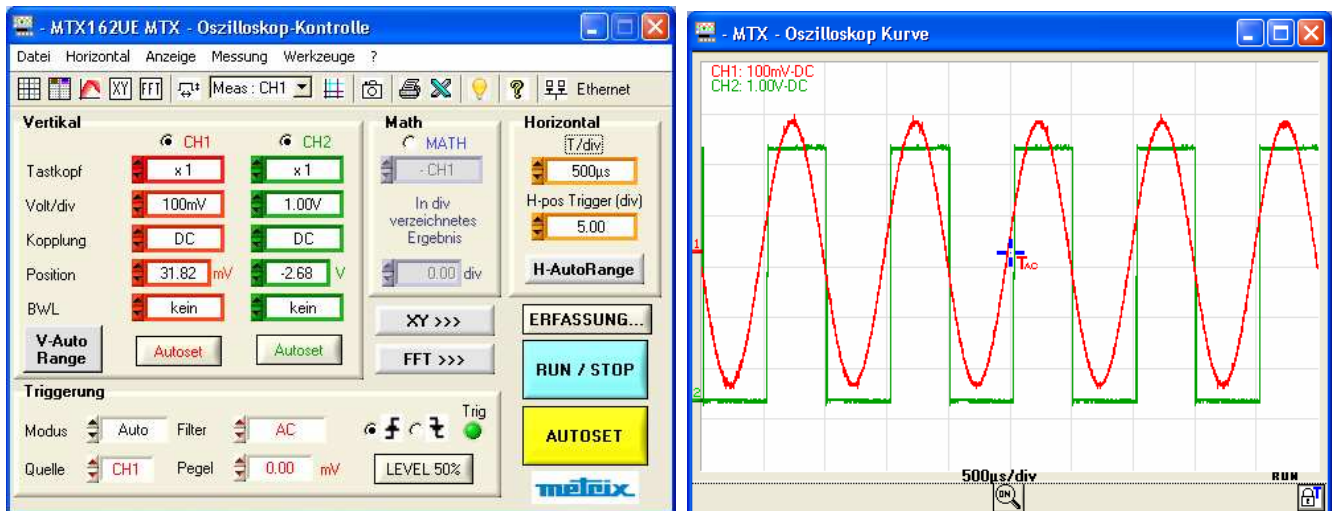 - MTX162UE MTX - Oszilloskop-Kontrolle
Datei Horizontal Anzeige Messung Werkzeuge ?
XY FFT Meas : CH1 ? Ethernet
Vertikal
CH1 CH2
Tastkopf x 1 x 1
Volt/div 100mV 1.00V
Kopplung DC DC
Position 31.82 mV -2.68 V
BWL kein kein
V-Auto
Range
Autoset Autoset
Math
MATH
- CH1
In div
verzeichnetes
Ergebnis
0.00 div
XY >>>
FFT >>>
Horizontal
T/div)
500µs
H-pos Trigger (div)
5.00
H-AutoRange
ERFASSUNG...
RUN / STOP
AUTOSET
metrix
Triggerung
Modus Auto Filter AC Trig
Quelle CH1 Pegel 0.00 mV LEVEL 50%
- MTX - Oszilloskop Kurve
CH1: 100mV-DC
CH2: 1.00V-DC
1
TAC
2
500µs/div RUN
ON T